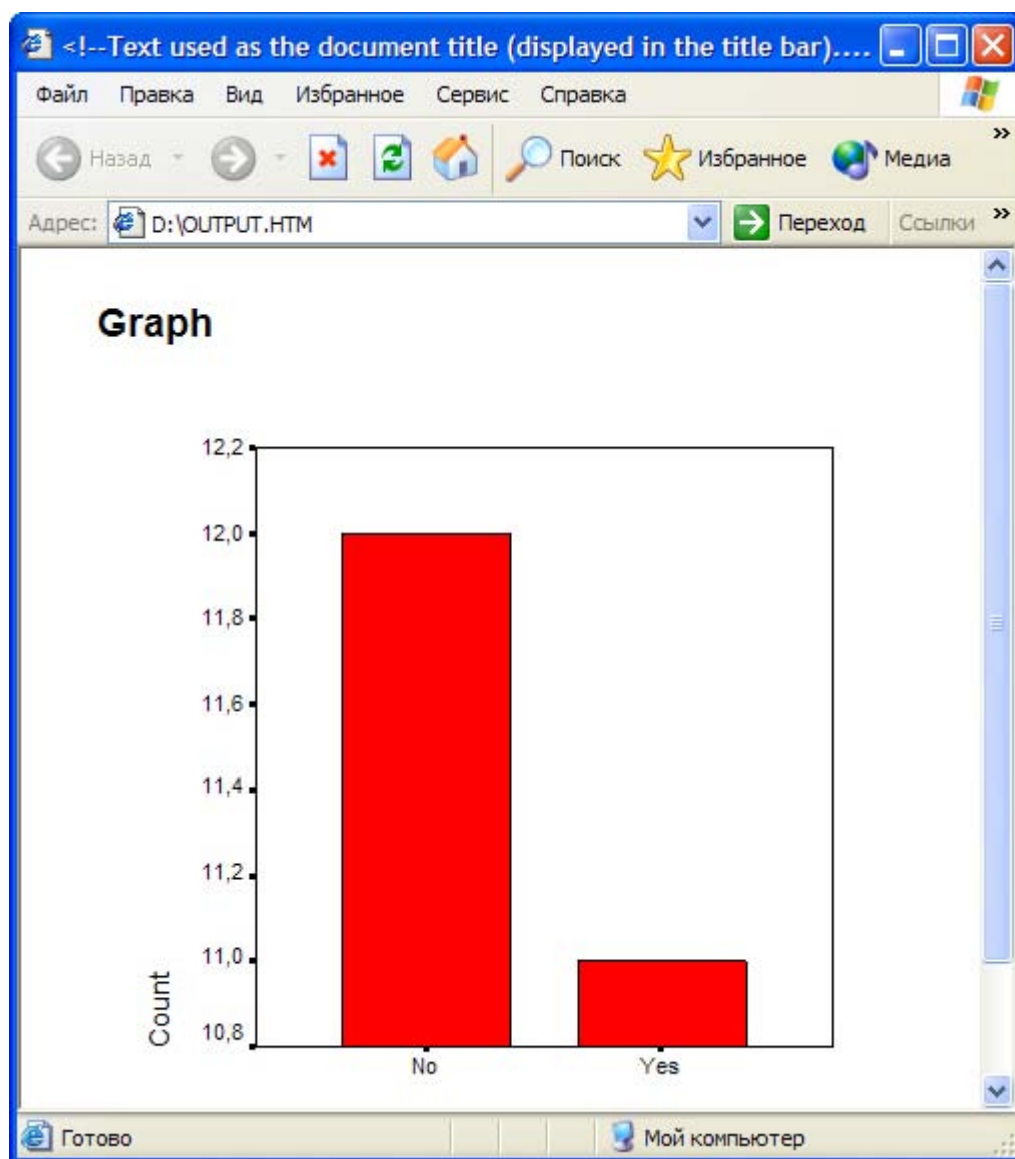 <!--Text used as the document title (displayed in the title bar)....
Файл Правка Вид Избранное Сервис Справка
Назад Поиск Избранное Медиа »
Адрес: D:\OUTPUT.HTM Переход Ссылки »
Graph
12,2
12,0
11,8
11,6
11,4
11,2
11,0
10,8
Count
No Yes
Готово Мой компьютер